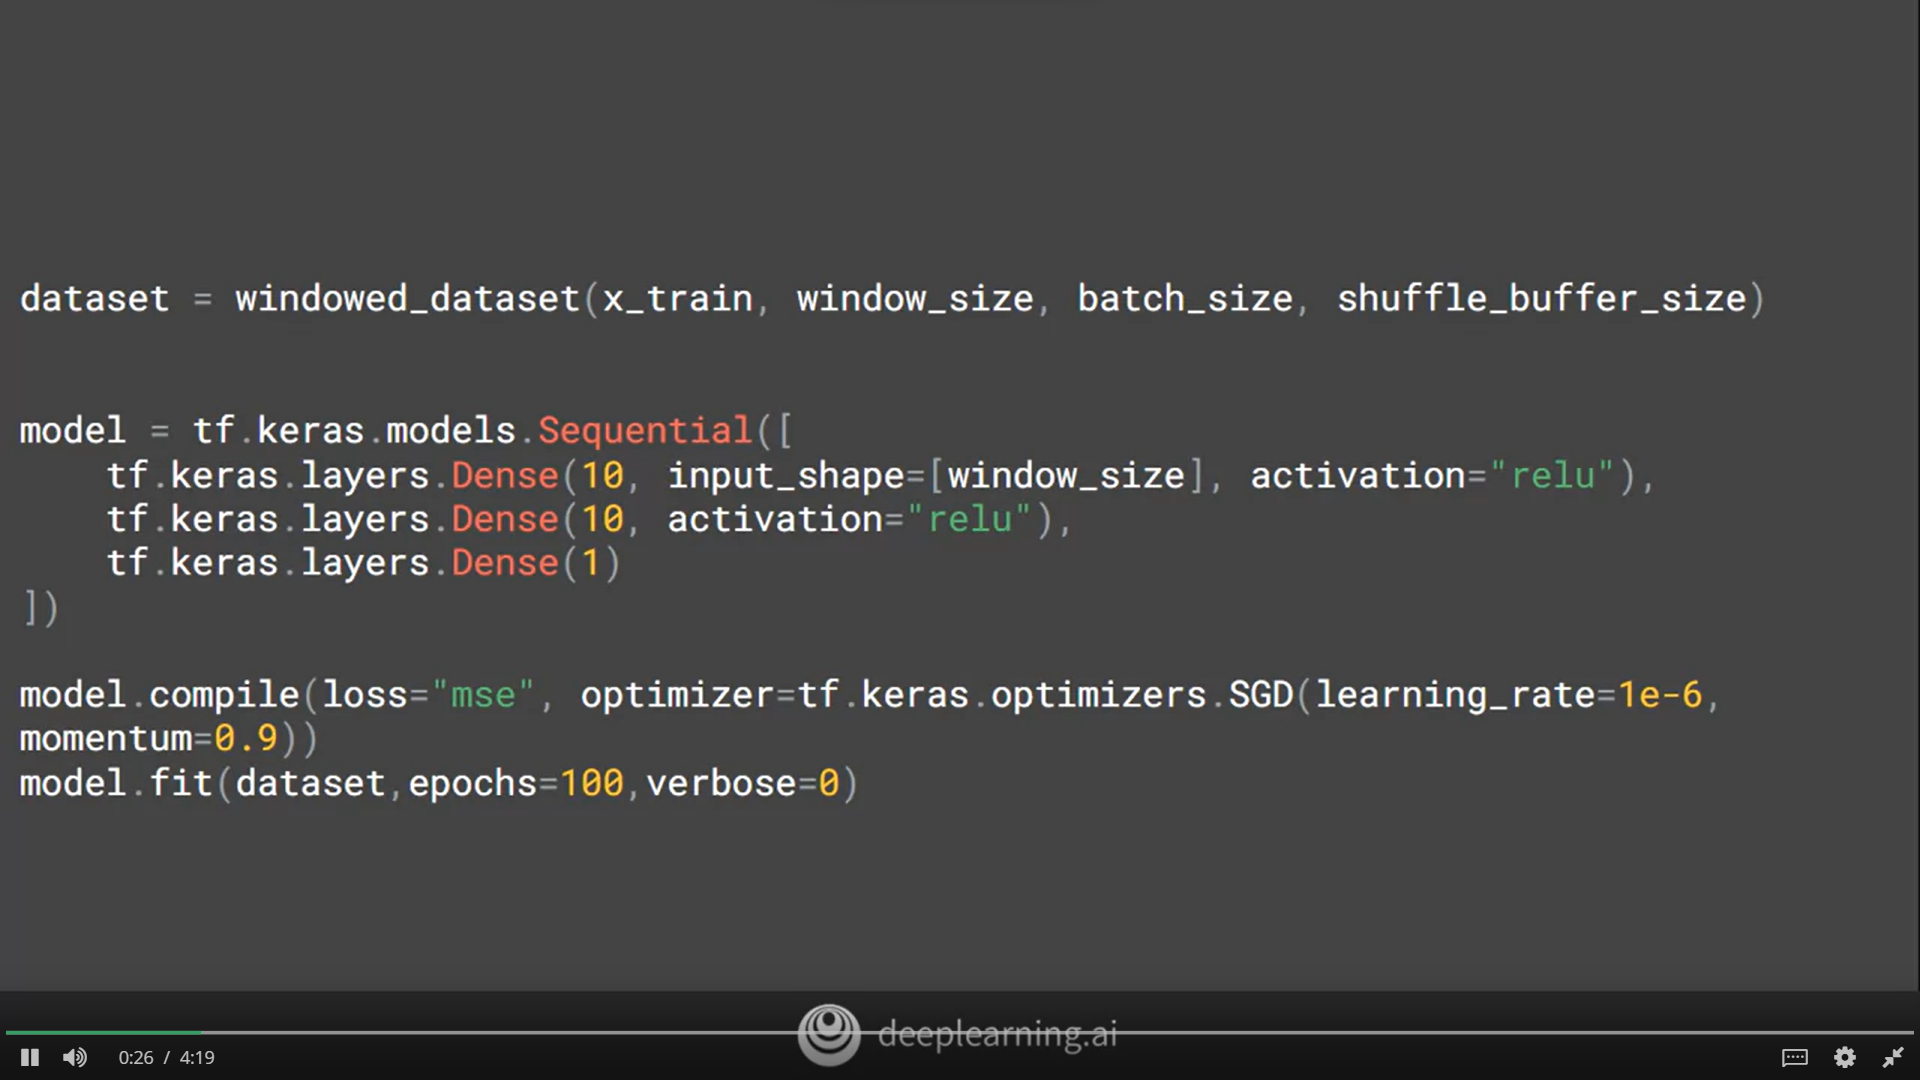 dataset = windowed_dataset(x_train, window_size, batch_size, shuffle_buffer_size)
model = tf.keras.models.Sequential([
    tf.keras.layers.Dense(10, input_shape=[window_size], activation="relu"),
    tf.keras.layers.Dense(10, activation="relu"),
    tf.keras.layers.Dense(1)
])
model.compile(loss="mse", optimizer=tf.keras.optimizers.SGD(learning_rate=1e-6,
momentum=0.9))
model.fit(dataset,epochs=100,verbose=0)
deeplearning.ai
0:26 / 4:19